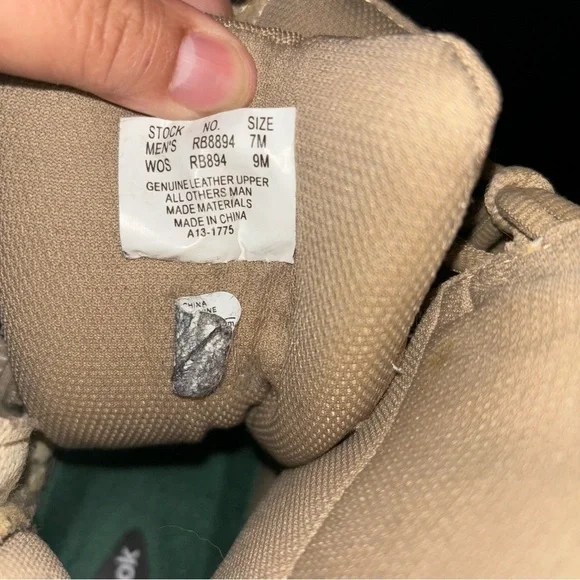 STOCK NO. SIZE
MEN'S RB8894 7M
WOS RB894 9M
GENUINE LEATHER UPPER
ALL OTHERS MAN
MADE MATERIALS
MADE IN CHINA
A13-1775
CHINA